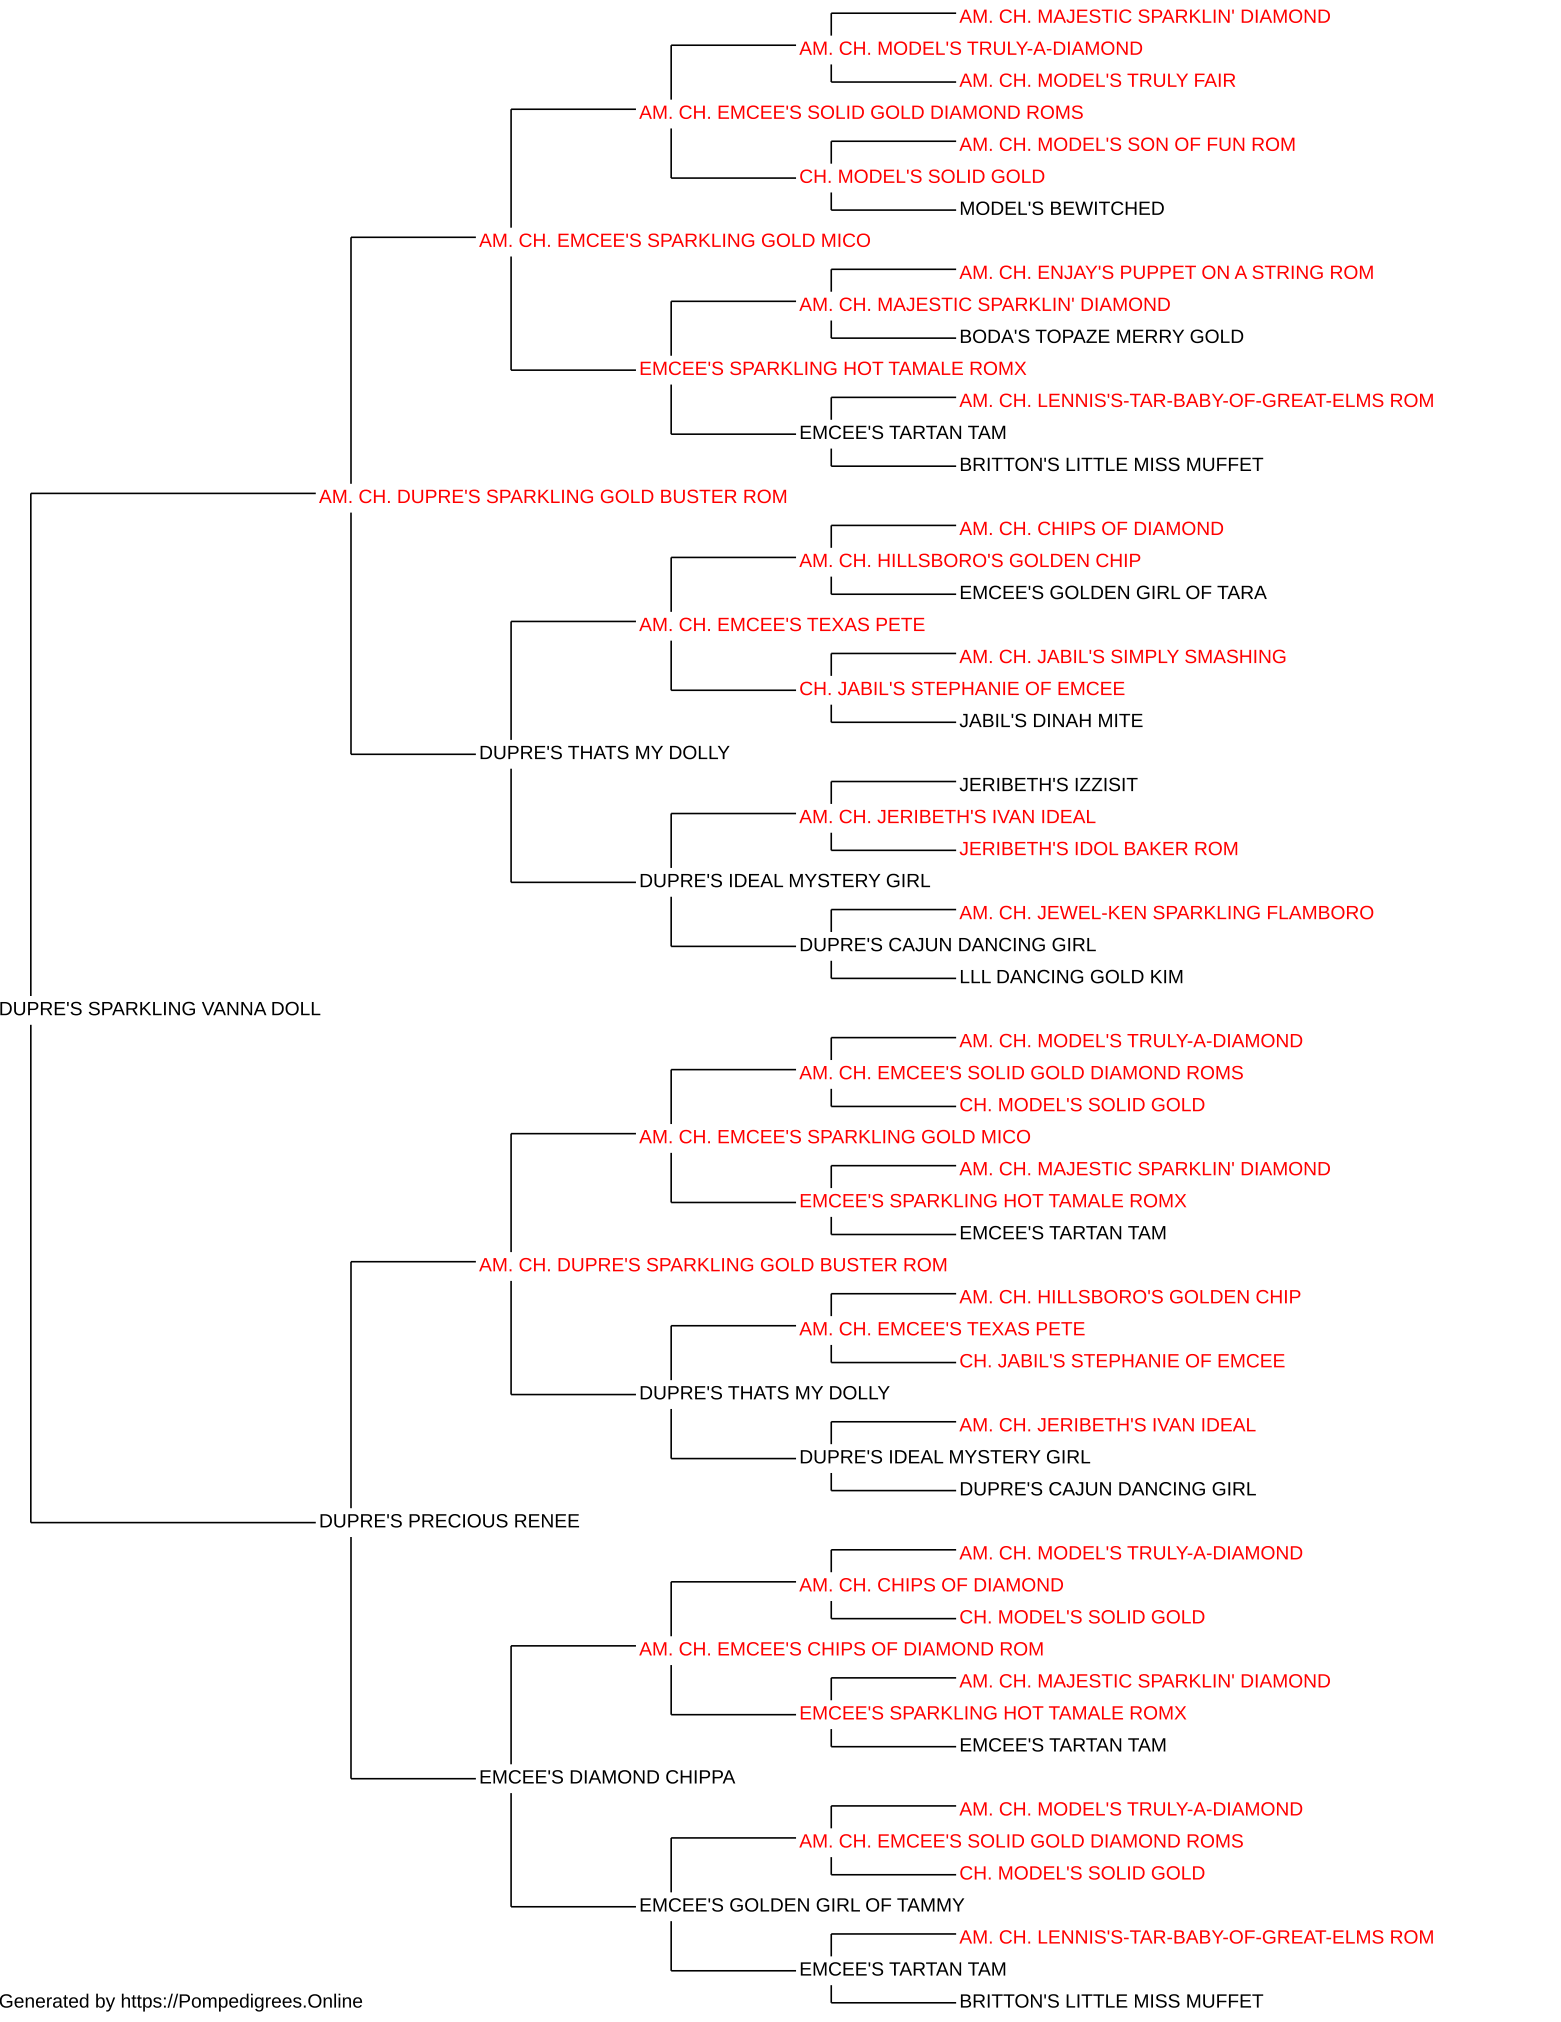 AM. CH. MAJESTIC SPARKLIN' DIAMOND
AM. CH. MODEL'S TRULY-A-DIAMOND
AM. CH. MODEL'S TRULY FAIR
AM. CH. EMCEE'S SOLID GOLD DIAMOND ROMS
AM. CH. MODEL'S SON OF FUN ROM
CH. MODEL'S SOLID GOLD
MODEL'S BEWITCHED
AM. CH. EMCEE'S SPARKLING GOLD MICO
AM. CH. ENJAY'S PUPPET ON A STRING ROM
AM. CH. MAJESTIC SPARKLIN' DIAMOND
BODA'S TOPAZE MERRY GOLD
EMCEE'S SPARKLING HOT TAMALE ROMX
AM. CH. LENNIS'S-TAR-BABY-OF-GREAT-ELMS ROM
EMCEE'S TARTAN TAM
BRITTON'S LITTLE MISS MUFFET
AM. CH. DUPRE'S SPARKLING GOLD BUSTER ROM
AM. CH. CHIPS OF DIAMOND
AM. CH. HILLSBORO'S GOLDEN CHIP
EMCEE'S GOLDEN GIRL OF TARA
AM. CH. EMCEE'S TEXAS PETE
AM. CH. JABIL'S SIMPLY SMASHING
CH. JABIL'S STEPHANIE OF EMCEE
JABIL'S DINAH MITE
DUPRE'S THATS MY DOLLY
JERIBETH'S IZZISIT
AM. CH. JERIBETH'S IVAN IDEAL
JERIBETH'S IDOL BAKER ROM
DUPRE'S IDEAL MYSTERY GIRL
AM. CH. JEWEL-KEN SPARKLING FLAMBORO
DUPRE'S CAJUN DANCING GIRL
LLL DANCING GOLD KIM
DUPRE'S SPARKLING VANNA DOLL
AM. CH. MODEL'S TRULY-A-DIAMOND
AM. CH. EMCEE'S SOLID GOLD DIAMOND ROMS
CH. MODEL'S SOLID GOLD
AM. CH. EMCEE'S SPARKLING GOLD MICO
AM. CH. MAJESTIC SPARKLIN' DIAMOND
EMCEE'S SPARKLING HOT TAMALE ROMX
EMCEE'S TARTAN TAM
AM. CH. DUPRE'S SPARKLING GOLD BUSTER ROM
AM. CH. HILLSBORO'S GOLDEN CHIP
AM. CH. EMCEE'S TEXAS PETE
CH. JABIL'S STEPHANIE OF EMCEE
DUPRE'S THATS MY DOLLY
AM. CH. JERIBETH'S IVAN IDEAL
DUPRE'S IDEAL MYSTERY GIRL
DUPRE'S CAJUN DANCING GIRL
DUPRE'S PRECIOUS RENEE
AM. CH. MODEL'S TRULY-A-DIAMOND
AM. CH. CHIPS OF DIAMOND
CH. MODEL'S SOLID GOLD
AM. CH. EMCEE'S CHIPS OF DIAMOND ROM
AM. CH. MAJESTIC SPARKLIN' DIAMOND
EMCEE'S SPARKLING HOT TAMALE ROMX
EMCEE'S TARTAN TAM
EMCEE'S DIAMOND CHIPPA
AM. CH. MODEL'S TRULY-A-DIAMOND
AM. CH. EMCEE'S SOLID GOLD DIAMOND ROMS
CH. MODEL'S SOLID GOLD
EMCEE'S GOLDEN GIRL OF TAMMY
AM. CH. LENNIS'S-TAR-BABY-OF-GREAT-ELMS ROM
EMCEE'S TARTAN TAM
BRITTON'S LITTLE MISS MUFFET
Generated by https://Pompedigrees.Online